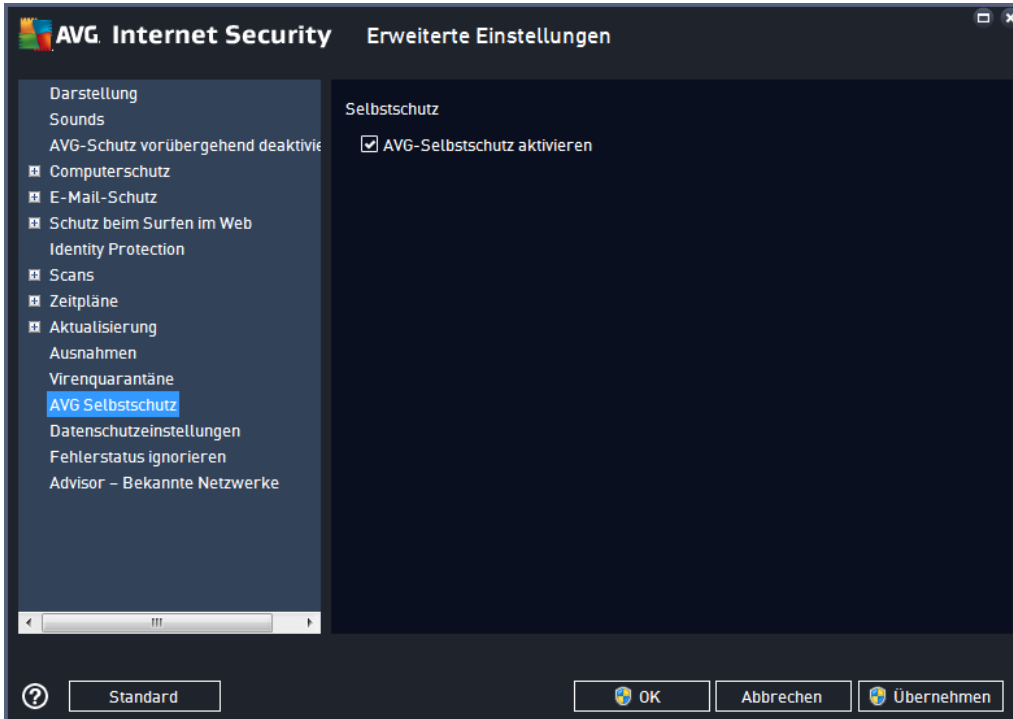 AVG. Internet Security Erweiterte Einstellungen
Darstellung
Sounds
AVG-Schutz vorübergehend deaktivie
Computerschutz
E-Mail-Schutz
Schutz beim Surfen im Web
Identity Protection
Scans
Zeitpläne
Aktualisierung
Ausnahmen
Virenquarantäne
AVG Selbstschutz
Datenschutzeinstellungen
Fehlerstatus ignorieren
Advisor – Bekannte Netzwerke
Selbstschutz
AVG-Selbstschutz aktivieren
? Standard OK Abbrechen Übernehmen